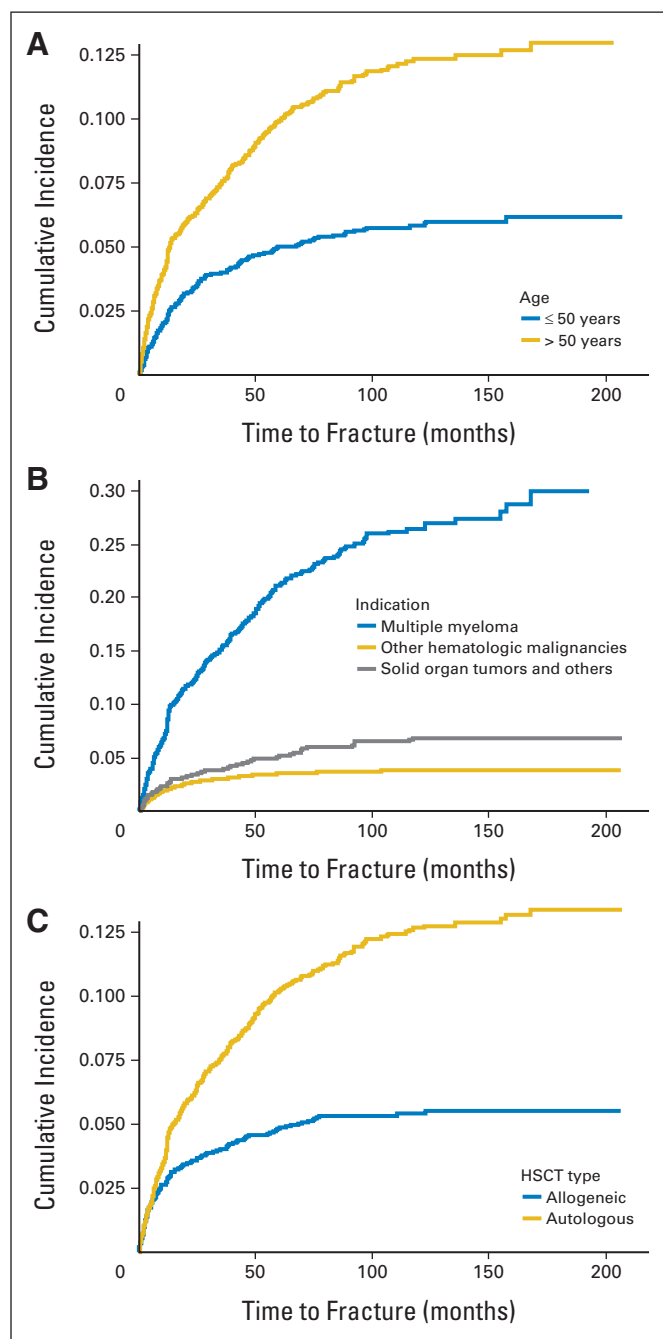 A
0.125
0.100
0.075
0.050
0.025
Cumulative Incidence
Age
≤ 50 years
> 50 years
0 50 100 150 200
Time to Fracture (months)
B
0.30
0.25
0.20
0.15
0.10
0.05
Cumulative Incidence
Indication
Multiple myeloma
Other hematologic malignancies
Solid organ tumors and others
0 50 100 150 200
Time to Fracture (months)
C
0.125
0.100
0.075
0.050
0.025
Cumulative Incidence
HSCT type
Allogeneic
Autologous
0 50 100 150 200
Time to Fracture (months)